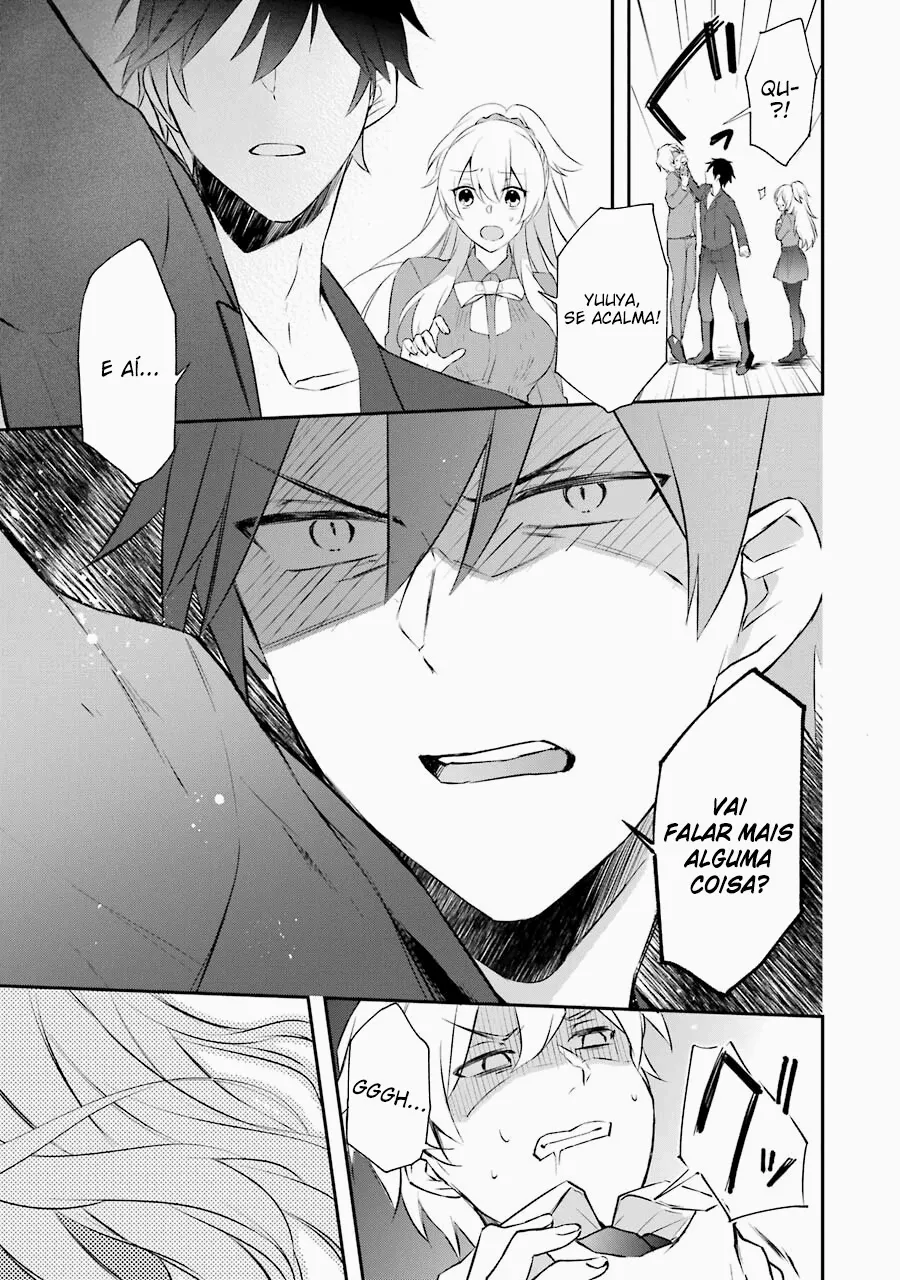 QU-
?!
YUUYA,
SE ACALMA!
E AÍ...
VAI
FALAR MAIS
ALGUMA
COISA?
GGGH...